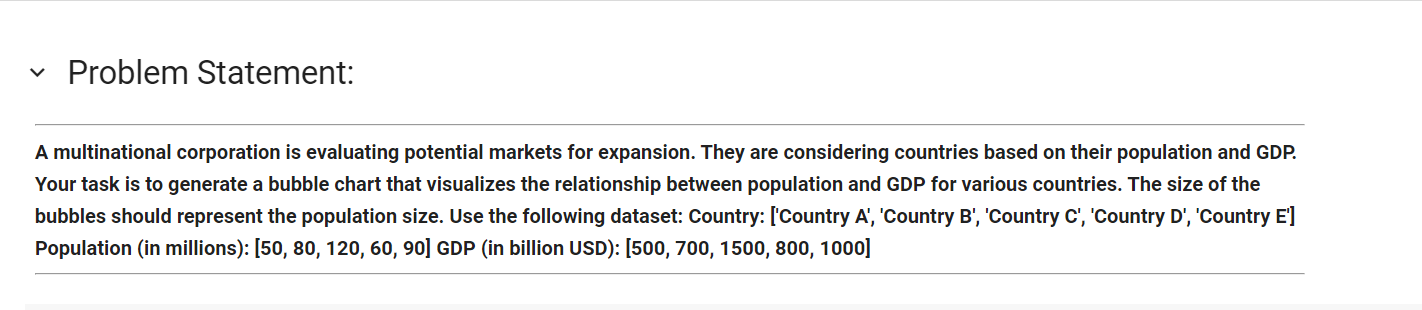 Problem Statement:
A multinational corporation is evaluating potential markets for expansion. They are considering countries based on their population and GDP.
Your task is to generate a bubble chart that visualizes the relationship between population and GDP for various countries. The size of the
bubbles should represent the population size. Use the following dataset: Country: ['Country A', 'Country B', 'Country C', 'Country D', 'Country E']
Population (in millions): [50, 80, 120, 60, 90] GDP (in billion USD): [500, 700, 1500, 800, 1000]